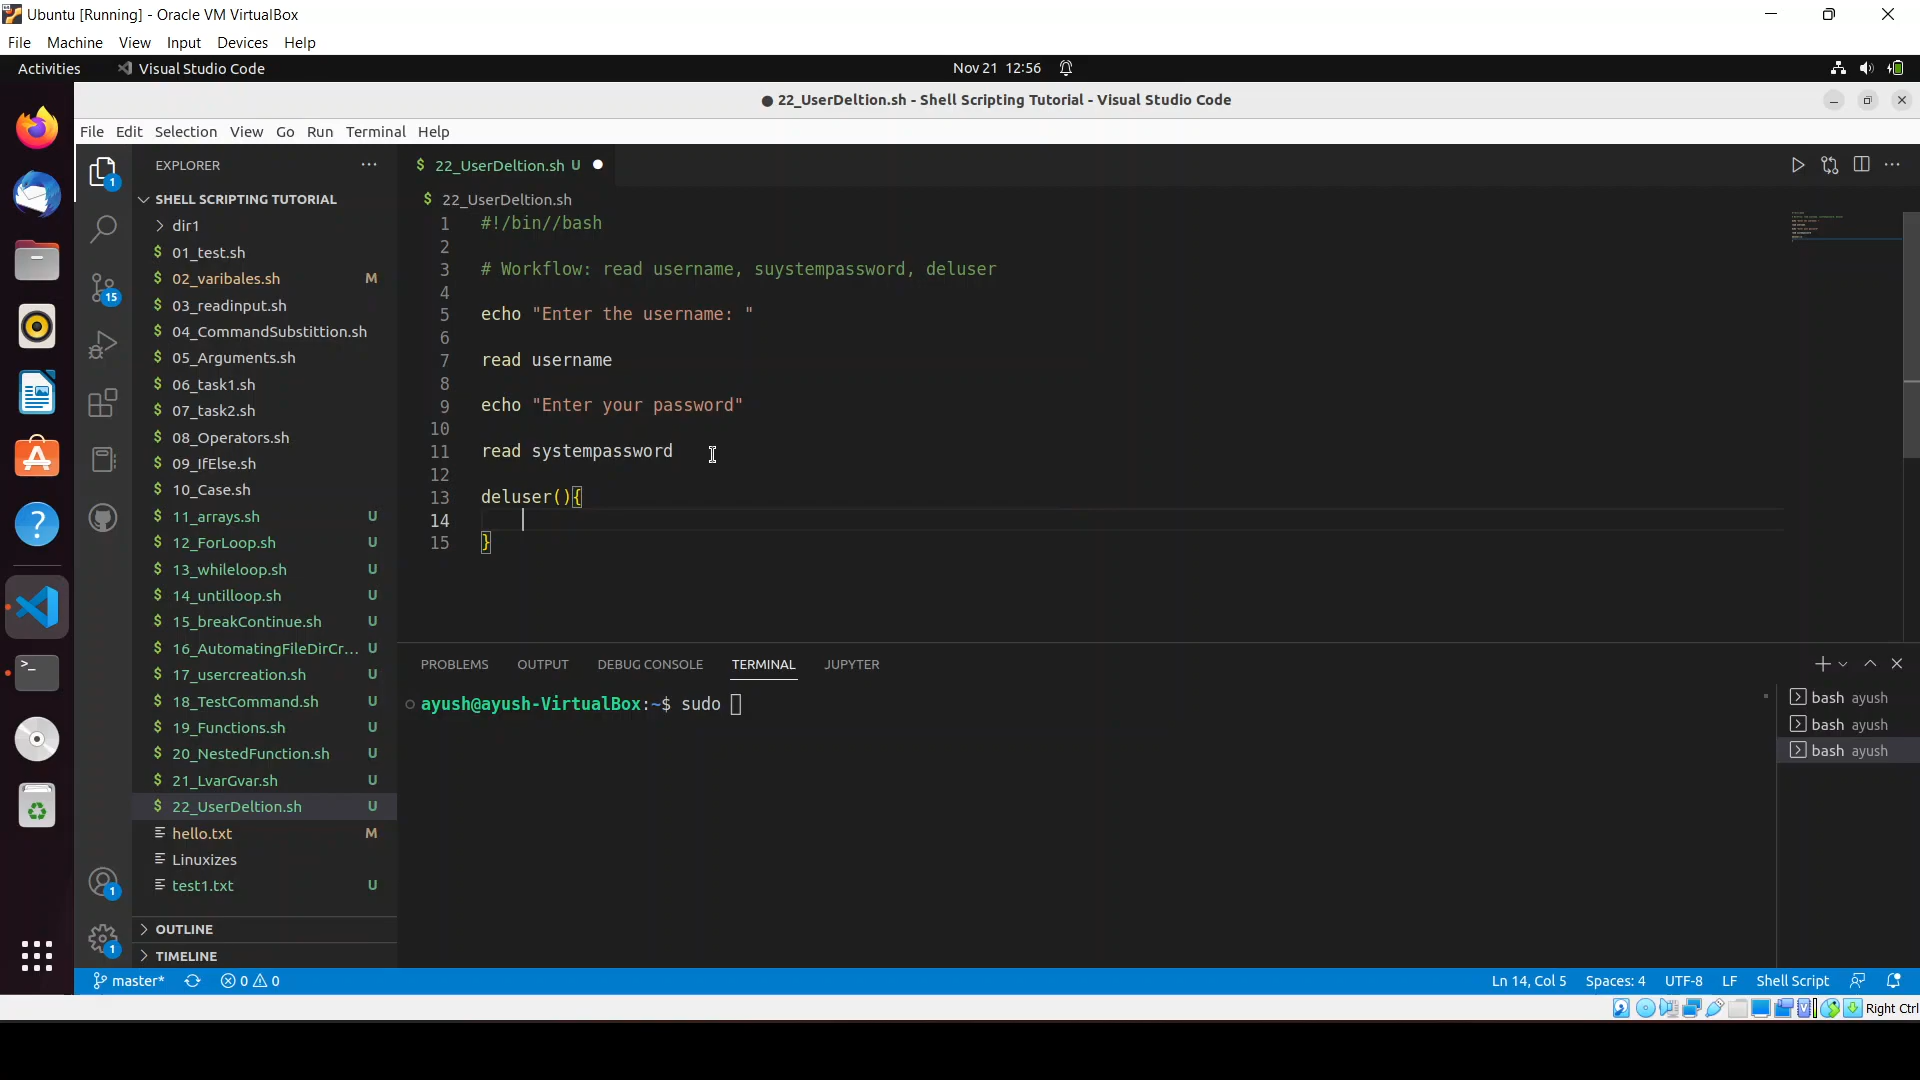 Ubuntu [Running] - Oracle VM VirtualBox
File Machine View Input Devices Help
Activities Visual Studio Code Nov 21 12:56
● 22_UserDeltion.sh - Shell Scripting Tutorial - Visual Studio Code
File Edit Selection View Go Run Terminal Help
EXPLORER
SHELL SCRIPTING TUTORIAL
dir1
$ 01_test.sh
$ 02_varibales.sh M
$ 03_readinput.sh
$ 04_CommandSubstittion.sh
$ 05_Arguments.sh
$ 06_task1.sh
$ 07_task2.sh
$ 08_Operators.sh
$ 09_IfElse.sh
$ 10_Case.sh
$ 11_arrays.sh U
$ 12_ForLoop.sh U
$ 13_whileloop.sh U
$ 14_untilloop.sh U
$ 15_breakContinue.sh U
$ 16_AutomatingFileDirCr... U
$ 17_usercreation.sh U
$ 18_TestCommand.sh U
$ 19_Functions.sh U
$ 20_NestedFunction.sh U
$ 21_LvarGvar.sh U
$ 22_UserDeltion.sh U
hello.txt M
Linuxizes
test1.txt U
OUTLINE
TIMELINE
1
15
1
1
$ 22_UserDeltion.sh U
$ 22_UserDeltion.sh
1 #!/bin//bash
2
3 # Workflow: read username, suystempassword, deluser
4
5 echo "Enter the username: "
6
7 read username
8
9 echo "Enter your password"
10
11 read systempassword
12
13 deluser(){
14
15 }
PROBLEMS OUTPUT DEBUG CONSOLE TERMINAL JUPYTER
ayush@ayush-VirtualBox:~$ sudo
bash ayush
bash ayush
bash ayush
master* 0 0 Ln 14, Col 5 Spaces: 4 UTF-8 LF Shell Script
Right Ctrl